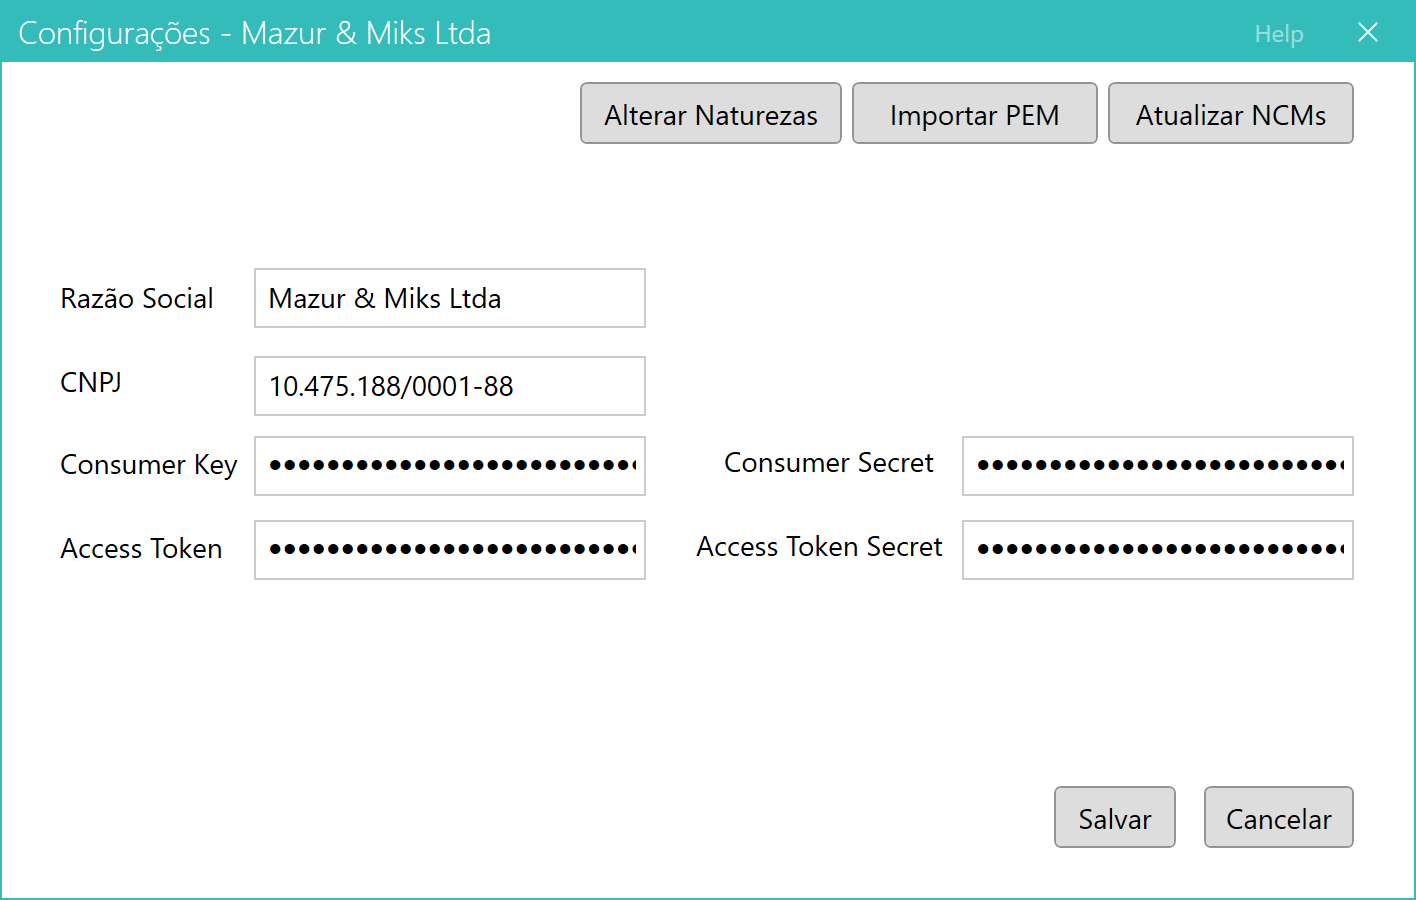 Configurações - Mazur & Miks Ltda Help
Alterar Naturezas Importar PEM Atualizar NCMs
Razão Social Mazur & Miks Ltda
CNPJ 10.475.188/0001-88
Consumer Key Consumer Secret
Access Token Access Token Secret
Salvar Cancelar